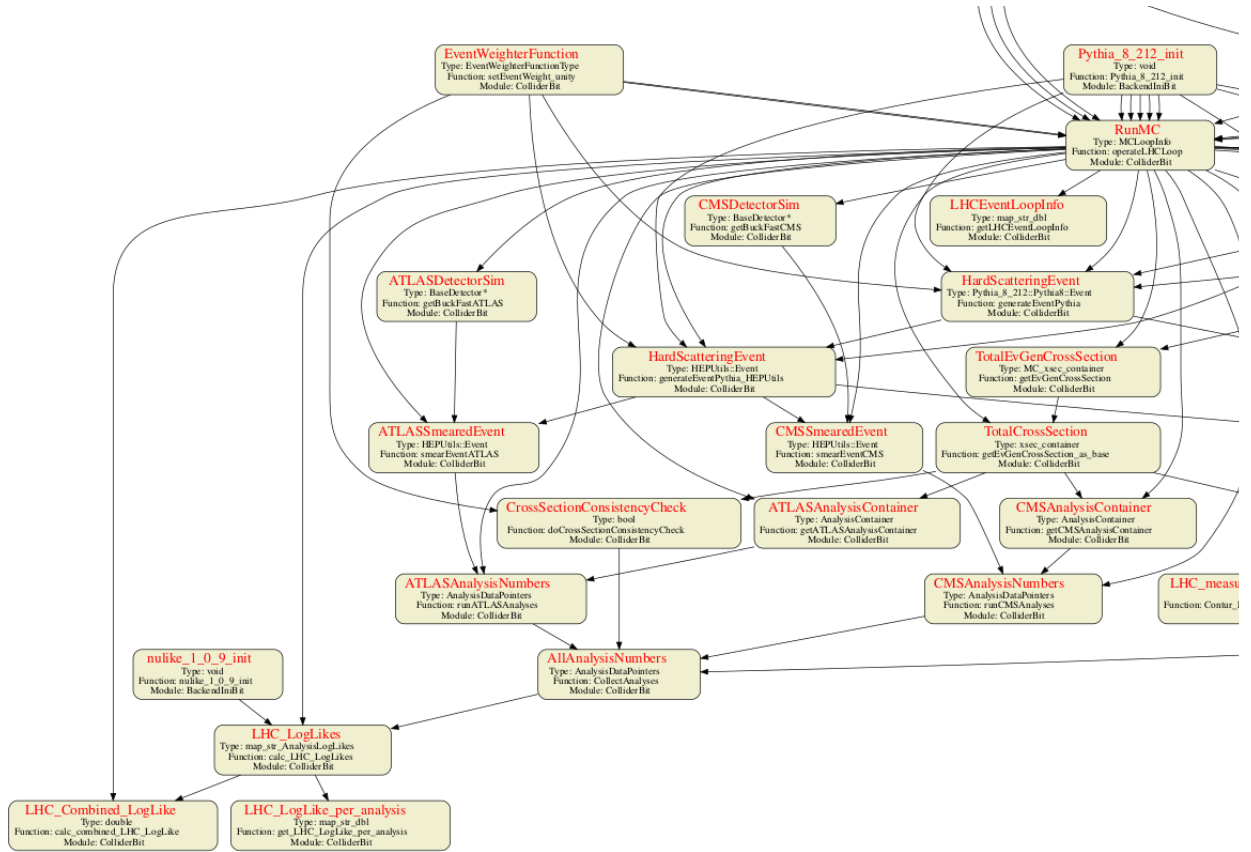 EventWeighterFunction
Type: EventWeighterFunctionType
Function: setEventWeight_unity
Module: ColliderBit
Pythia_8_212_init
Type: void
Function: Pythia_8_212_init
Module: BackendIniBit
RunMC
Type: MCLoopInfo
Function: operateLHCLoop
Module: ColliderBit
CMSDetectorSim
Type: BaseDetector*
Function: getBuckFastCMS
Module: ColliderBit
LHCEventLoopInfo
Type: map_str_dbl
Function: getLHCEventLoopInfo
Module: ColliderBit
ATLASDetectorSim
Type: BaseDetector*
Function: getBuckFastATLAS
Module: ColliderBit
HardScatteringEvent
Type: Pythia_8_212::Pythia8::Event
Function: generateEventPythia
Module: ColliderBit
HardScatteringEvent
Type: HEPUtils::Event
Function: generateEventPythia_HEPUtils
Module: ColliderBit
TotalEvGenCrossSection
Type: MC_xsec_container
Function: getEvGenCrossSection
Module: ColliderBit
ATLASSmearedEvent
Type: HEPUtils::Event
Function: smearEventATLAS
Module: ColliderBit
CMSSmearedEvent
Type: HEPUtils::Event
Function: smearEventCMS
Module: ColliderBit
TotalCrossSection
Type: xsec_container
Function: getEvGenCrossSection_as_base
Module: ColliderBit
CrossSectionConsistencyCheck
Type: bool
Function: doCrossSectionConsistencyCheck
Module: ColliderBit
ATLASAnalysisContainer
Type: AnalysisContainer
Function: getATLASAnalysisContainer
Module: ColliderBit
CMSAnalysisContainer
Type: AnalysisContainer
Function: getCMSAnalysisContainer
Module: ColliderBit
ATLASAnalysisNumbers
Type: AnalysisDataPointers
Function: runATLASAnalyses
Module: ColliderBit
CMSAnalysisNumbers
Type: AnalysisDataPointers
Function: runCMSAnalyses
Module: ColliderBit
LHC_measu
Function: Contur_
nulike_1_0_9_init
Type: void
Function: nulike_1_0_9_init
Module: BackendIniBit
AllAnalysisNumbers
Type: AnalysisDataPointers
Function: CollectAnalyses
Module: ColliderBit
LHC_LogLikes
Type: map_str_AnalysisLogLikes
Function: calc_LHC_LogLikes
Module: ColliderBit
LHC_Combined_LogLike
Type: double
Function: calc_combined_LHC_LogLike
Module: ColliderBit
LHC_LogLike_per_analysis
Type: map_str_dbl
Function: get_LHC_LogLike_per_analysis
Module: ColliderBit